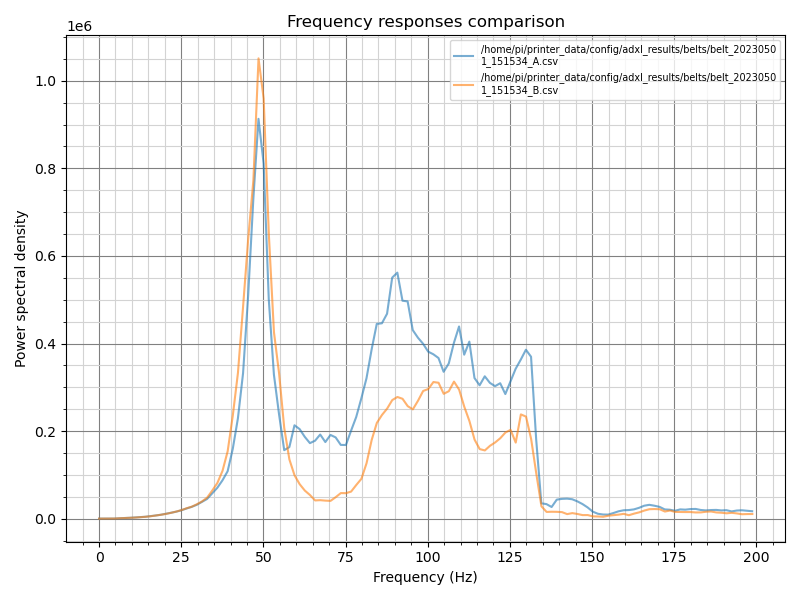 Frequency responses comparison
1e6
/home/pi/printer_data/config/adxl_results/belts/belt_2023050
1_151534_A.csv
/home/pi/printer_data/config/adxl_results/belts/belt_2023050
1_151534_B.csv
1.0
0.8
0.6
0.4
0.2
0.0
Power spectral density
0 25 50 75 100 125 150 175 200
Frequency (Hz)